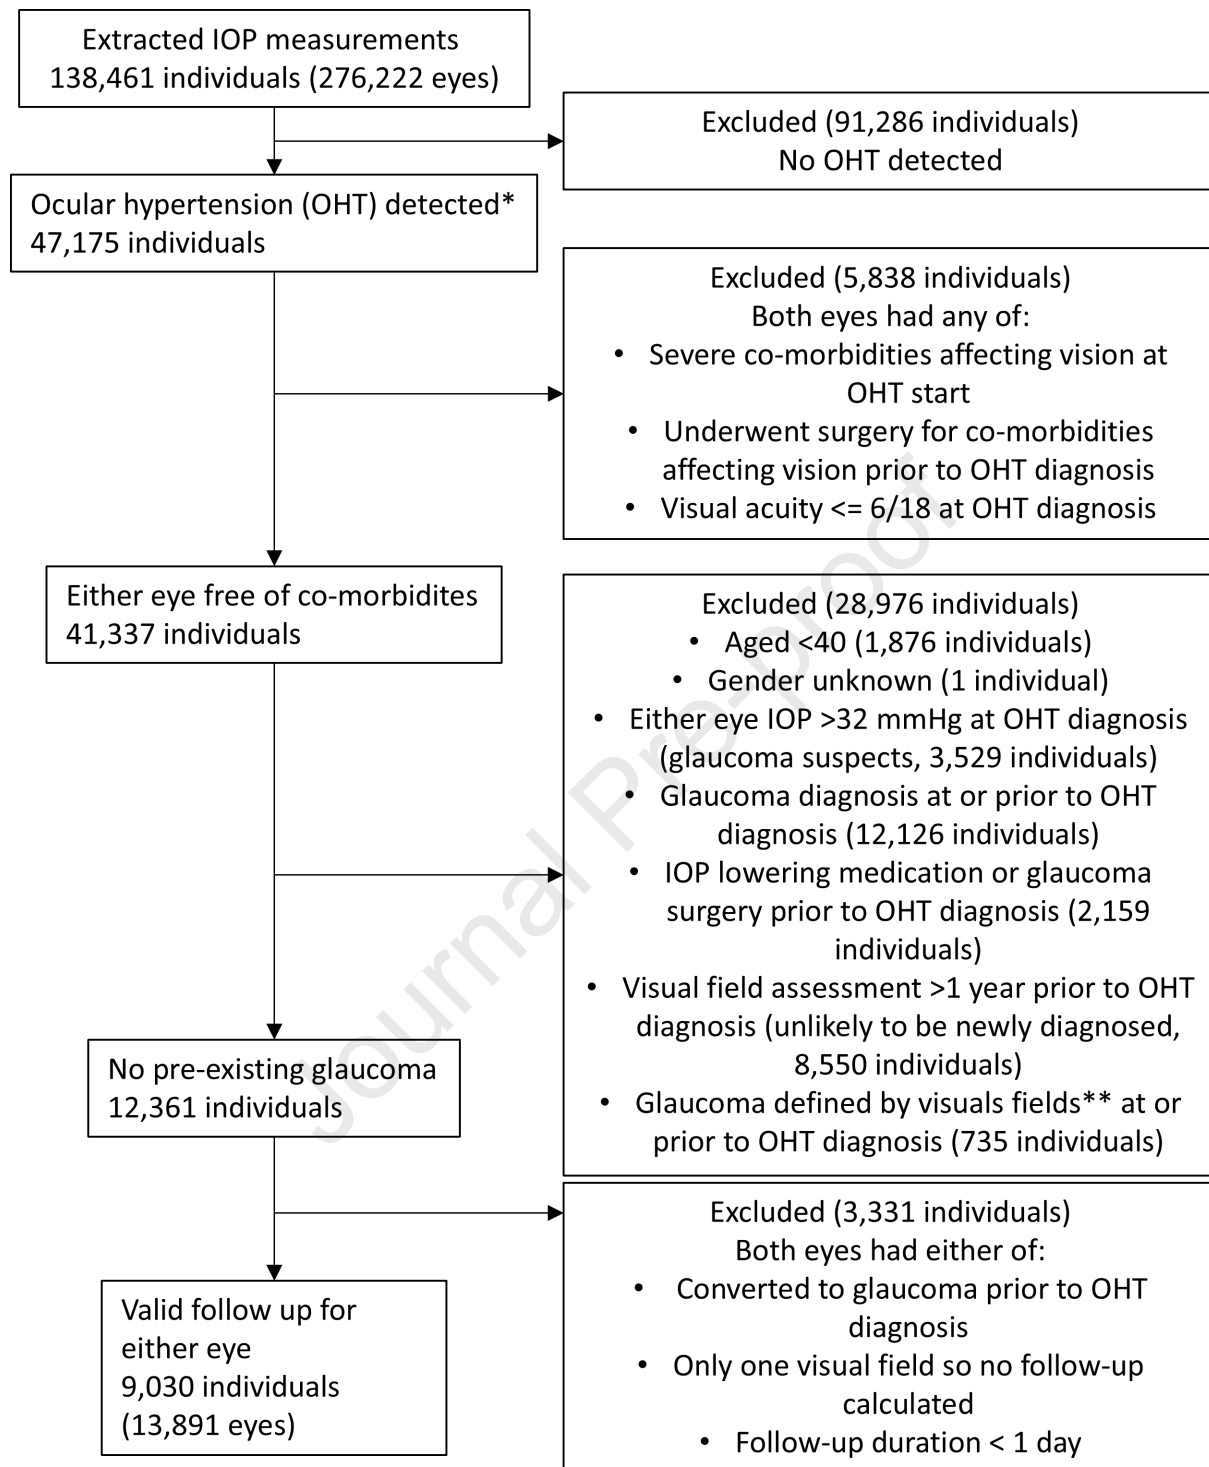 Extracted IOP measurements
138,461 individuals (276,222 eyes)
Excluded (91,286 individuals)
No OHT detected
Ocular hypertension (OHT) detected*
47,175 individuals
Excluded (5,838 individuals)
Both eyes had any of:
• Severe co-morbidities affecting vision at
OHT start
• Underwent surgery for co-morbidities
affecting vision prior to OHT diagnosis
• Visual acuity <= 6/18 at OHT diagnosis
Either eye free of co-morbidites
41,337 individuals
Excluded (28,976 individuals)
• Aged <40 (1,876 individuals)
• Gender unknown (1 individual)
• Either eye IOP >32 mmHg at OHT diagnosis
(glaucoma suspects, 3,529 individuals)
• Glaucoma diagnosis at or prior to OHT
diagnosis (12,126 individuals)
• IOP lowering medication or glaucoma
surgery prior to OHT diagnosis (2,159
individuals)
• Visual field assessment >1 year prior to OHT
diagnosis (unlikely to be newly diagnosed,
8,550 individuals)
• Glaucoma defined by visuals fields** at or
prior to OHT diagnosis (735 individuals)
No pre-existing glaucoma
12,361 individuals
Excluded (3,331 individuals)
Both eyes had either of:
• Converted to glaucoma prior to OHT
diagnosis
• Only one visual field so no follow-up
calculated
• Follow-up duration < 1 day
Valid follow up for
either eye
9,030 individuals
(13,891 eyes)
Journal Pre-proof